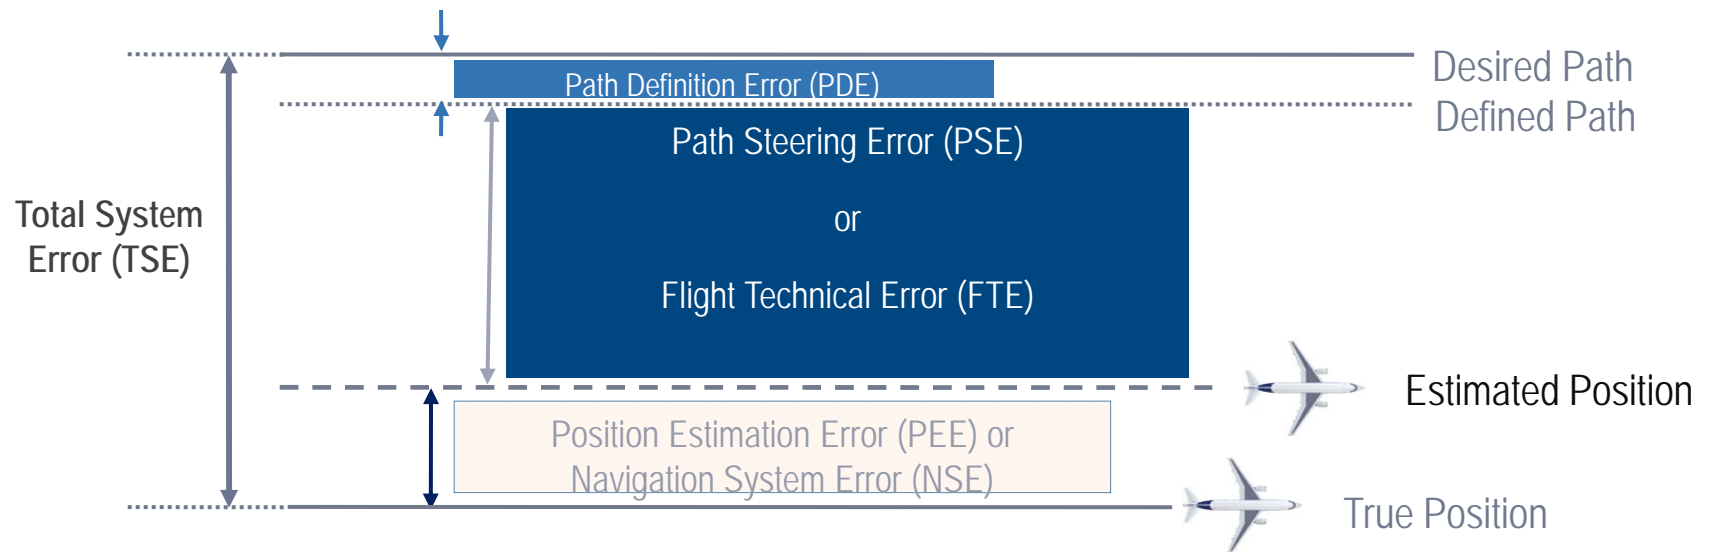 Desired Path
Path Definition Error (PDE)
Defined Path
Path Steering Error (PSE)
or
Flight Technical Error (FTE)
Total System
Error (TSE)
Estimated Position
Position Estimation Error (PEE) or
Navigation System Error (NSE)
True Position